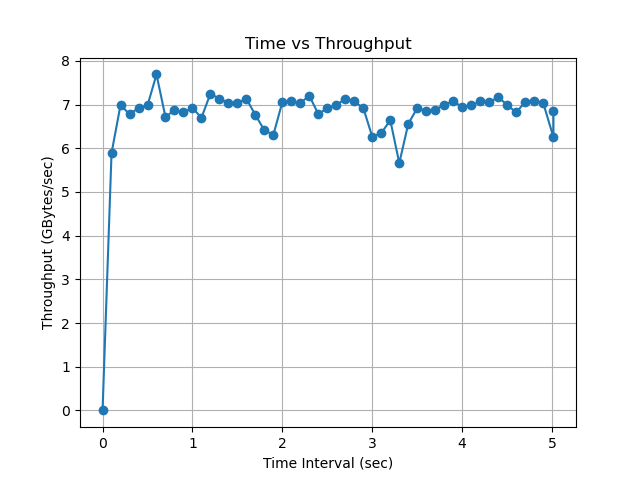 Time vs Throughput
Throughput (GBytes/sec)
8
7
6
5
4
3
2
1
0
0 1 2 3 4 5
Time Interval (sec)